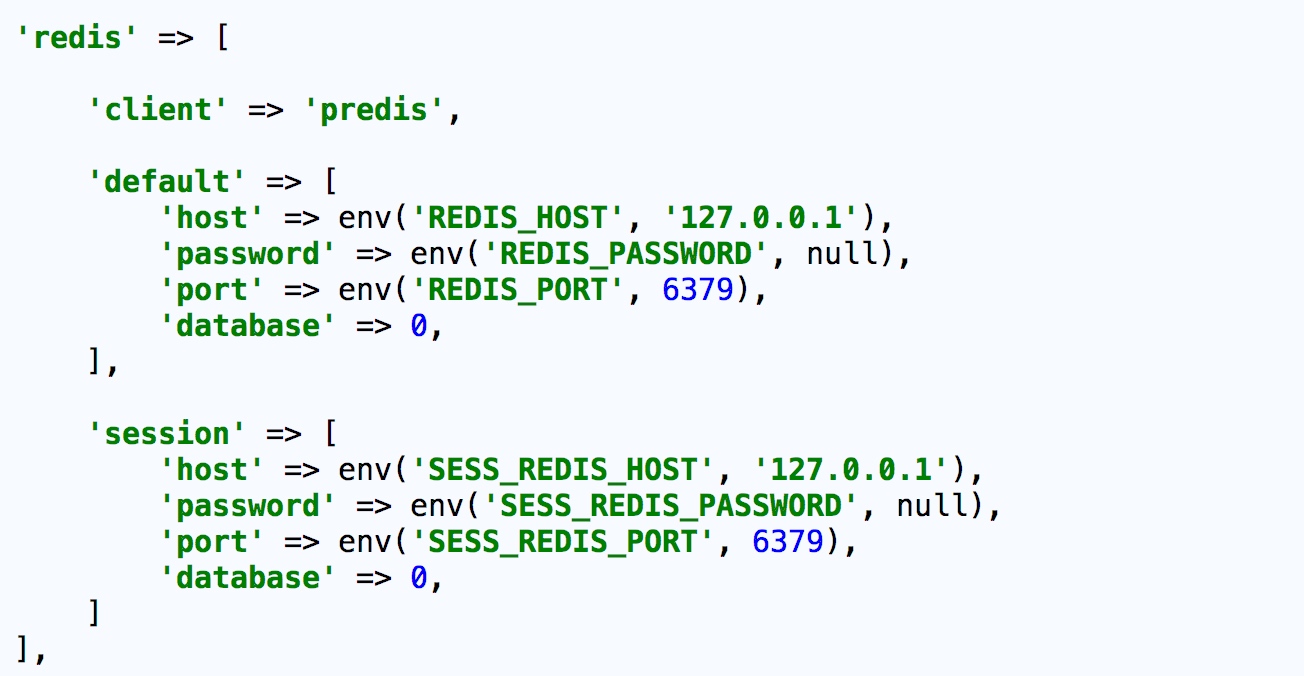 'redis' => [
'client' => 'predis',
'default' => [
'host' => env('REDIS_HOST', '127.0.0.1'),
'password' => env('REDIS_PASSWORD', null),
'port' => env('REDIS_PORT', 6379),
'database' => 0,
],
'session' => [
'host' => env('SESS_REDIS_HOST', '127.0.0.1'),
'password' => env('SESS_REDIS_PASSWORD', null),
'port' => env('SESS_REDIS_PORT', 6379),
'database' => 0,
]
],